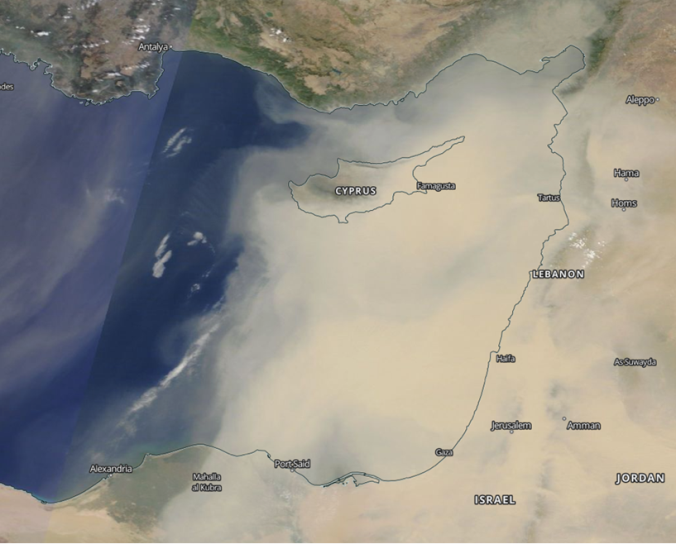 Antalya
des
Aleppo
Hama
CYPRUS
Famagusta
Tartus
Homs
LEBANON
Haifa
As Suwayda
Jerusalem
Amman
Gaza
Port Said
Alexandria
Mahalla
al Kubra
JORDAN
ISRAEL